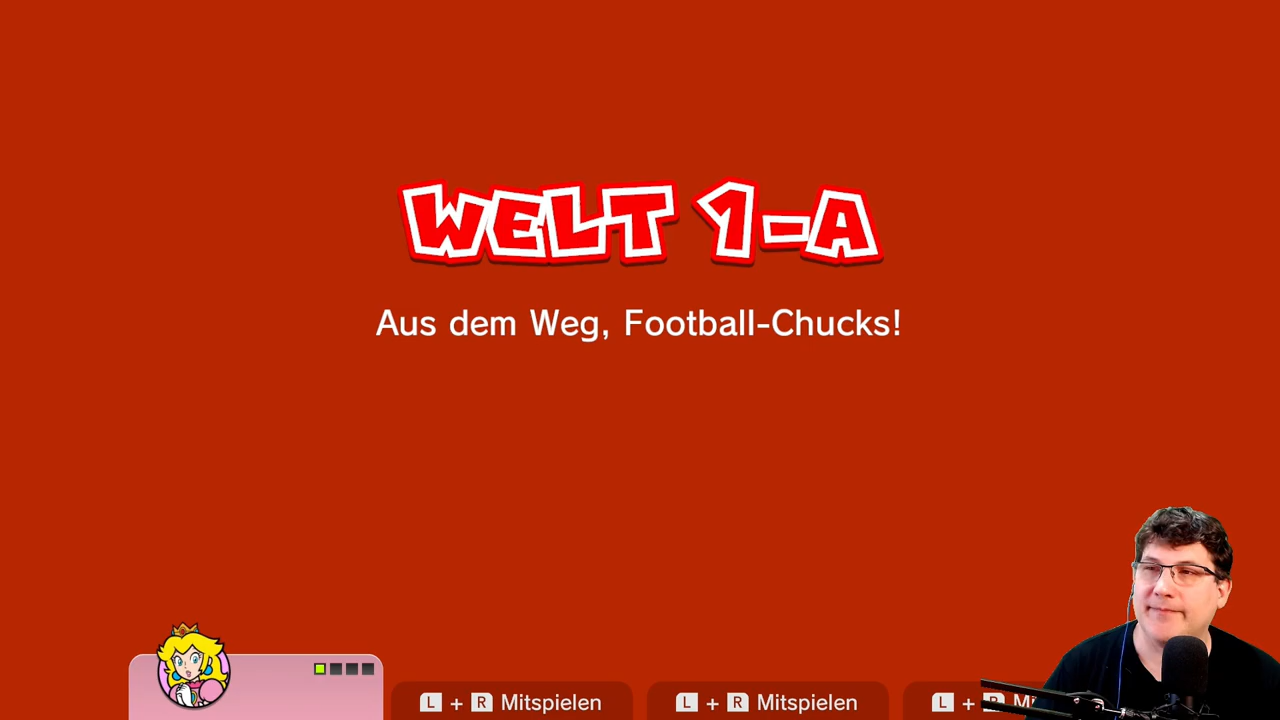 WELT 1-A
Aus dem Weg, Football-Chucks!
L + R Mitspielen
L + R Mitspielen
L + R